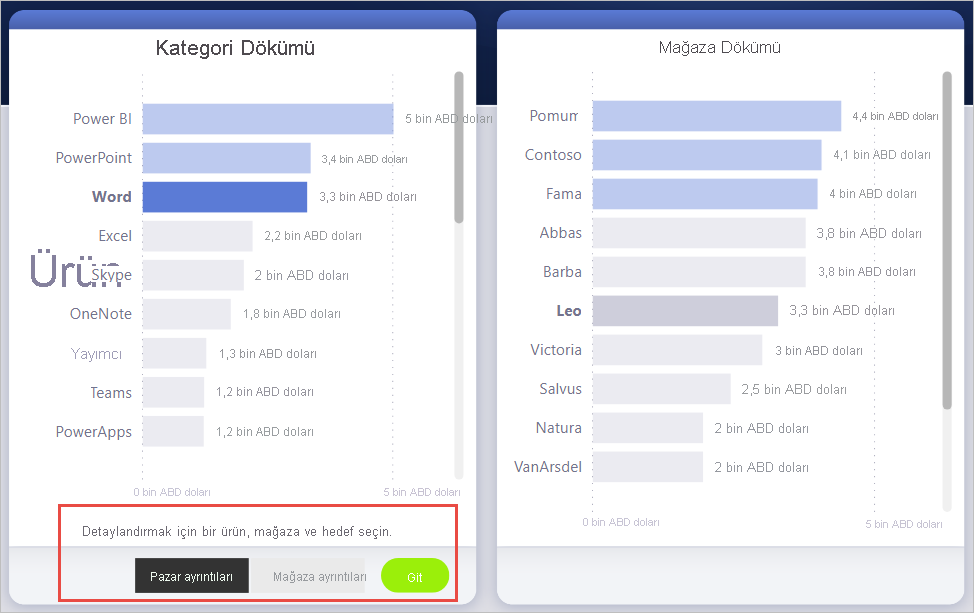 Kategori Dökümü
Ürün
Power BI 5 bin ABD doları
PowerPoint 3,4 bin ABD doları
Word 3,3 bin ABD doları
Excel 2,2 bin ABD doları
Skype 2 bin ABD doları
OneNote 1,8 bin ABD doları
Yayımcı 1,3 bin ABD doları
Teams 1,2 bin ABD doları
PowerApps 1,2 bin ABD doları
0 bin ABD doları 5 bin ABD doları
Detaylandırmak için bir ürün, mağaza ve hedef seçin.
Pazar ayrıntıları Mağaza ayrıntıları Git
Mağaza Dökümü
Pomum 4,4 bin ABD doları
Contoso 4,1 bin ABD doları
Fama 4 bin ABD doları
Abbas 3,8 bin ABD doları
Barba 3,8 bin ABD doları
Leo 3,3 bin ABD doları
Victoria 3 bin ABD doları
Salvus 2,5 bin ABD doları
Natura 2 bin ABD doları
VanArsdel 2 bin ABD doları
0 bin ABD doları 5 bin ABD doları